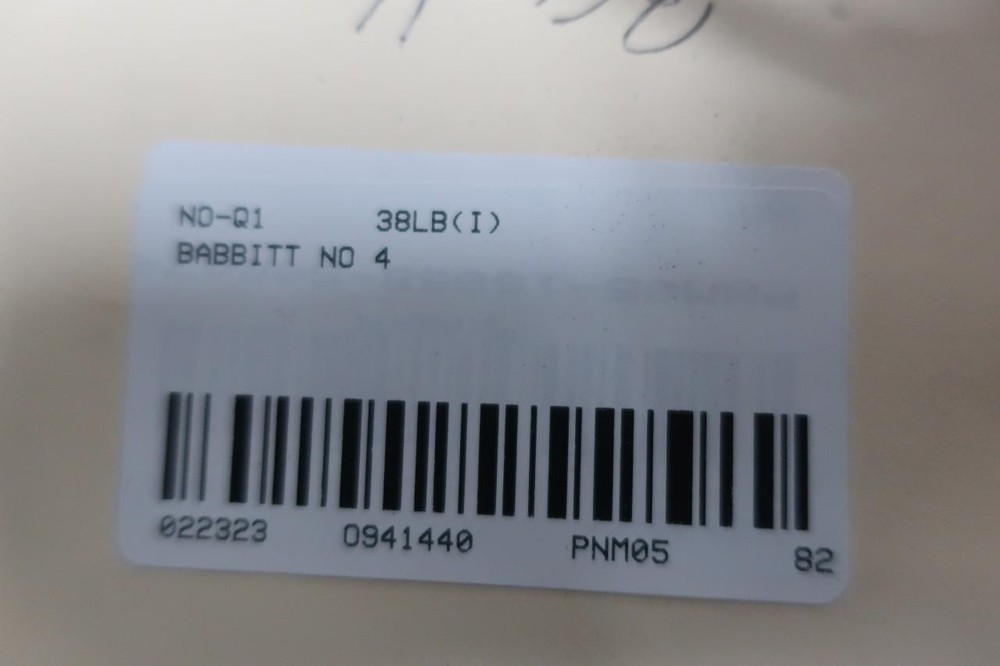 NO-Q1 38LB(I)
BABBITT NO 4
022323 0941440 PNM05 82